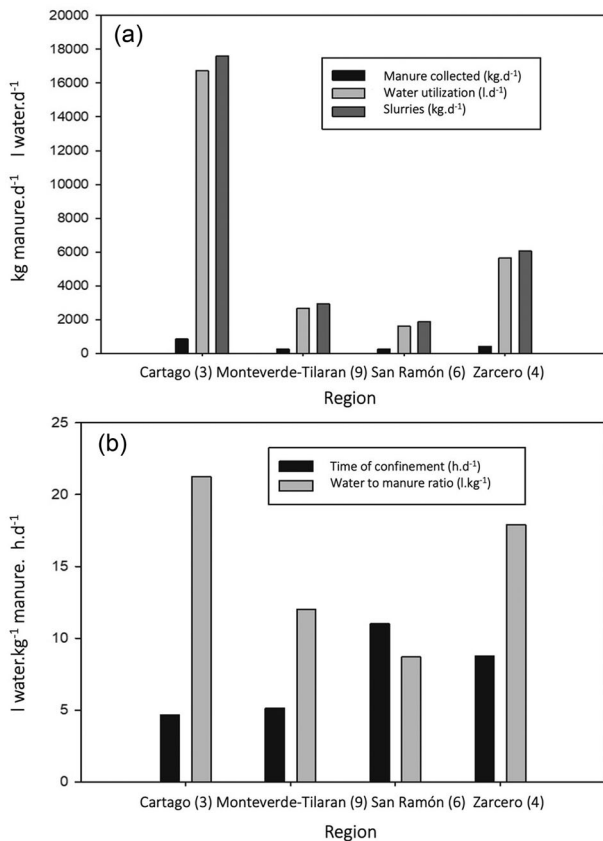 (a)
20000
18000
16000
14000
12000
10000
8000
6000
4000
2000
0
kg manure.d⁻¹ l water.d⁻¹
Manure collected (kg.d⁻¹)
Water utilization (l.d⁻¹)
Slurries (kg.d⁻¹)
Cartago (3) Monteverde-Tilaran (9) San Ramón (6) Zarcero (4)
Region
(b)
25
20
15
10
5
0
l water.kg⁻¹ manure. h.d⁻¹
Time of confinement (h.d⁻¹)
Water to manure ratio (l.kg⁻¹)
Cartago (3) Monteverde-Tilaran (9) San Ramón (6) Zarcero (4)
Region